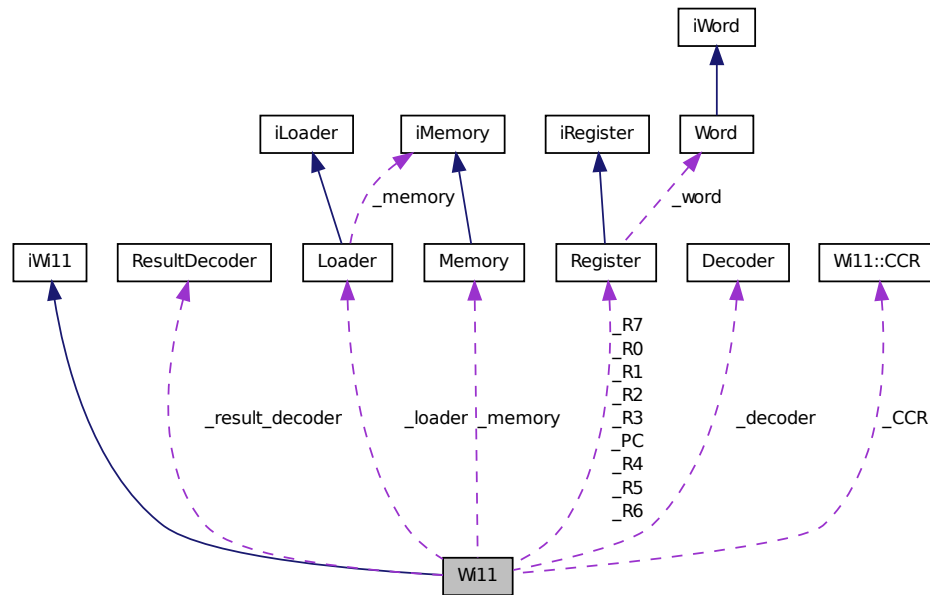 iWord
iLoader
iMemory
iRegister
Word
_memory
_word
iWi11
ResultDecoder
Loader
Memory
Register
Decoder
Wi11::CCR
_R7
_R0
_R1
_R2
_R3
_PC
_R4
_R5
_R6
_result_decoder
_loader
_memory
_decoder
_CCR
Wi11